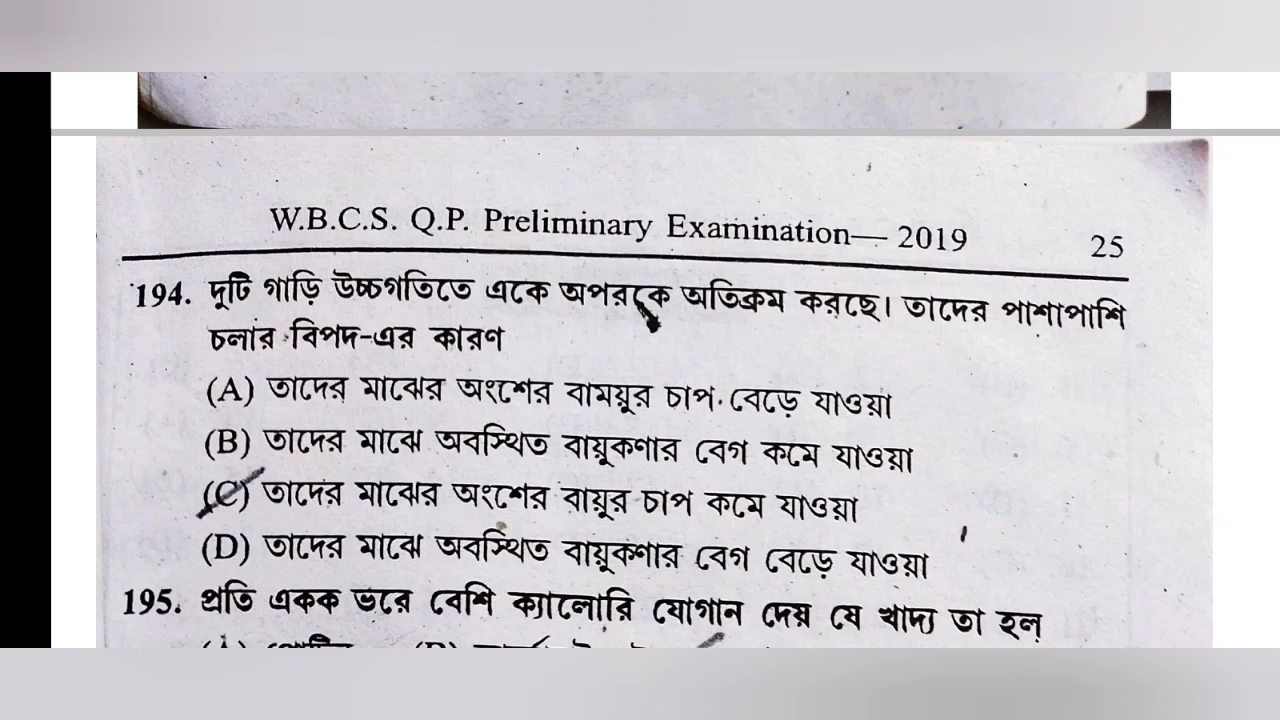 W.B.C.S. Q.P. Preliminary Examination— 2019 25
194. দুটি গাড়ি উচ্চগতিতে একে অপরকে অতিক্রম করছে। তাদের পাশাপাশি
চলার বিপদ-এর কারণ
(A) তাদের মাঝের অংশের বাময়ুর চাপ বেড়ে যাওয়া
(B) তাদের মাঝে অবস্থিত বায়ুকণার বেগ কমে যাওয়া
(C) তাদের মাঝের অংশের বায়ুর চাপ কমে যাওয়া
(D) তাদের মাঝে অবস্থিত বায়ুকণার বেগ বেড়ে যাওয়া
195. প্রতি একক ভরে বেশি ক্যালোরি যোগান দেয় যে খাদ্য তা হল